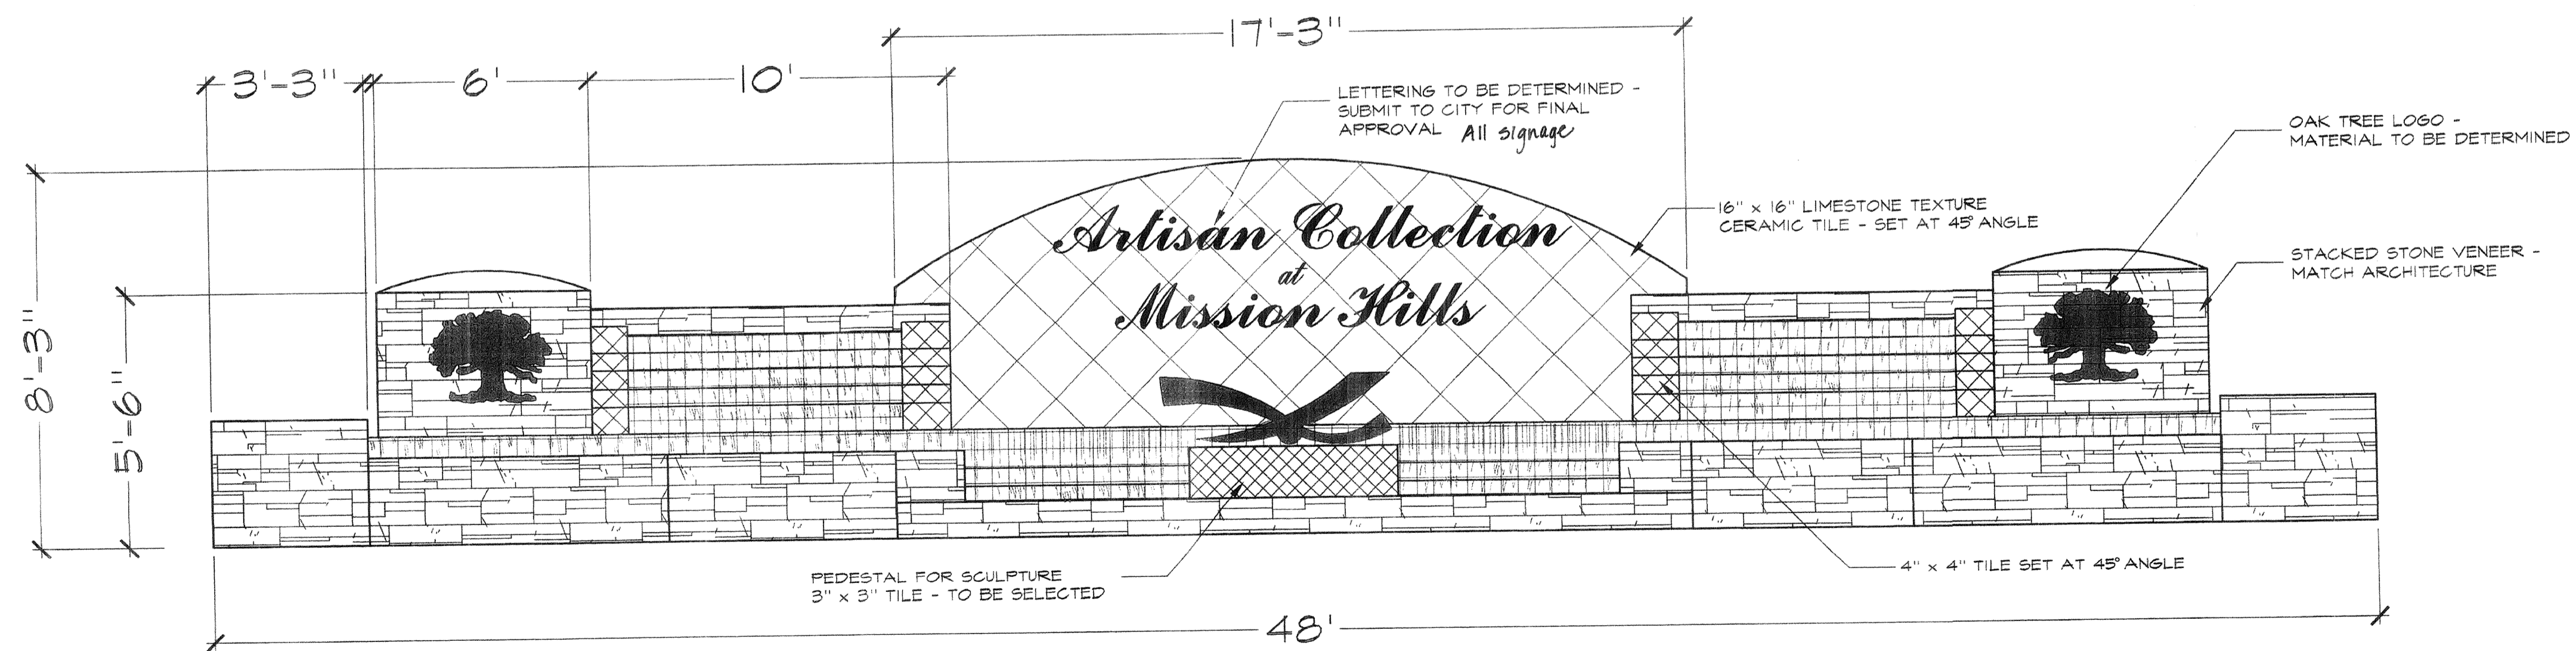 17'-3"
3'-3"
6'
10'
LETTERING TO BE DETERMINED -
SUBMIT TO CITY FOR FINAL
APPROVAL All signage
OAK TREE LOGO -
MATERIAL TO BE DETERMINED
16" x 16" LIMESTONE TEXTURE
CERAMIC TILE - SET AT 45° ANGLE
STACKED STONE VENEER -
MATCH ARCHITECTURE
Artisan Collection
at
Mission Hills
8'-3"
5'-6"
4" x 4" TILE SET AT 45° ANGLE
PEDESTAL FOR SCULPTURE
3" x 3" TILE - TO BE SELECTED
48'